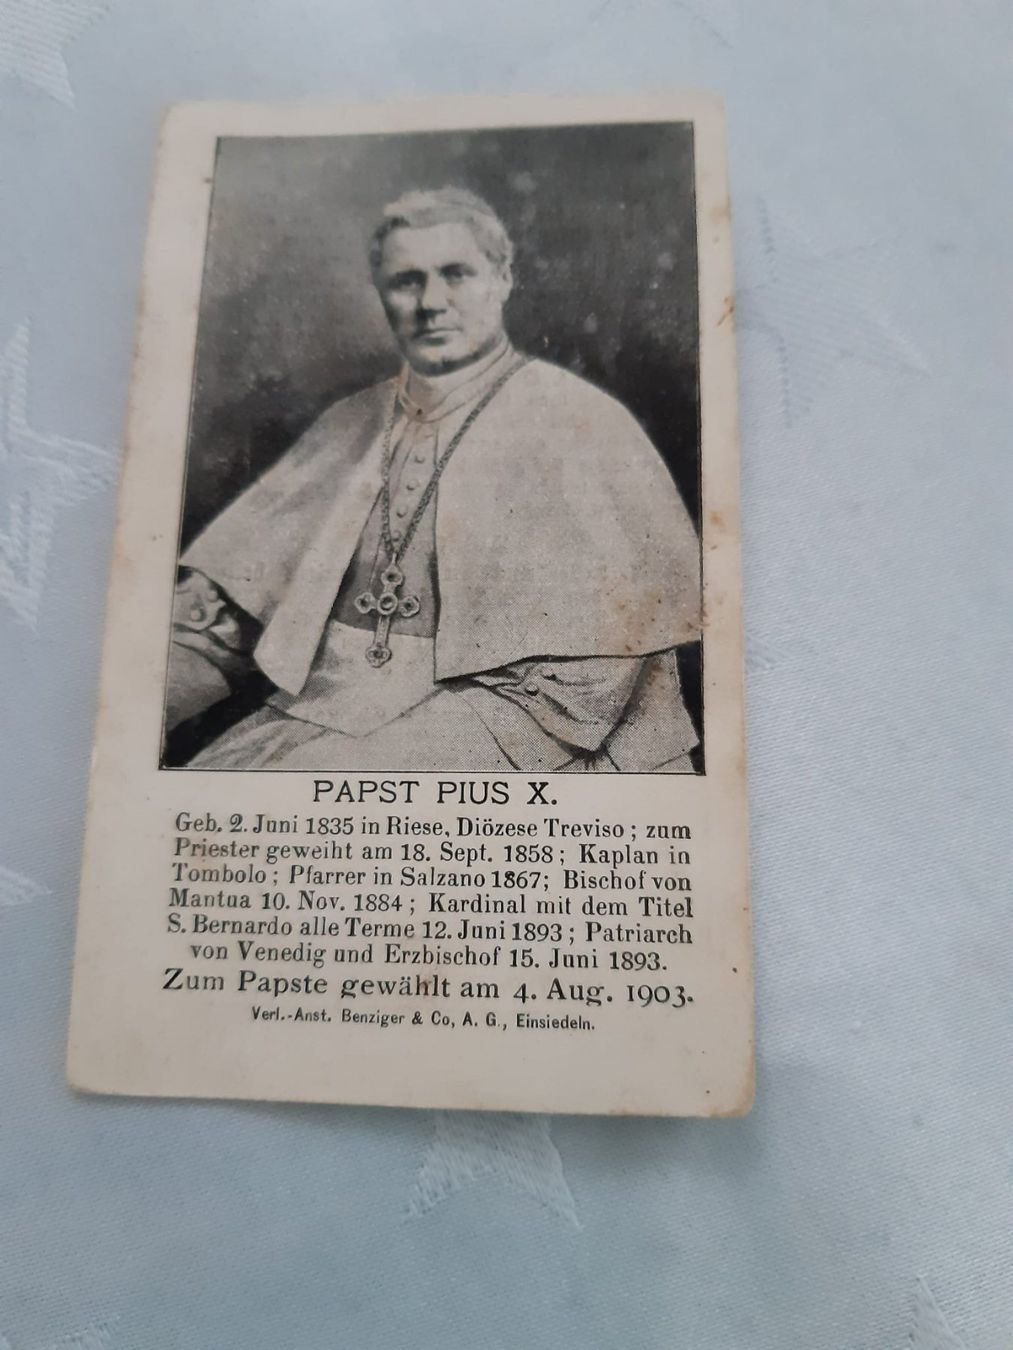 PAPST PIUS X.
Geb. 2. Juni 1835 in Riese, Diözese Treviso; zum
Priester geweiht am 18. Sept. 1858; Kaplan in
Tombolo; Pfarrer in Salzano 1867; Bischof von
Mantua 10. Nov. 1884; Kardinal mit dem Titel
S. Bernardo alle Terme 12. Juni 1893; Patriarch
von Venedig und Erzbischof 15. Juni 1893.
Zum Papste gewählt am 4. Aug. 1903.
Verl.-Anst. Benziger & Co, A. G., Einsiedeln.